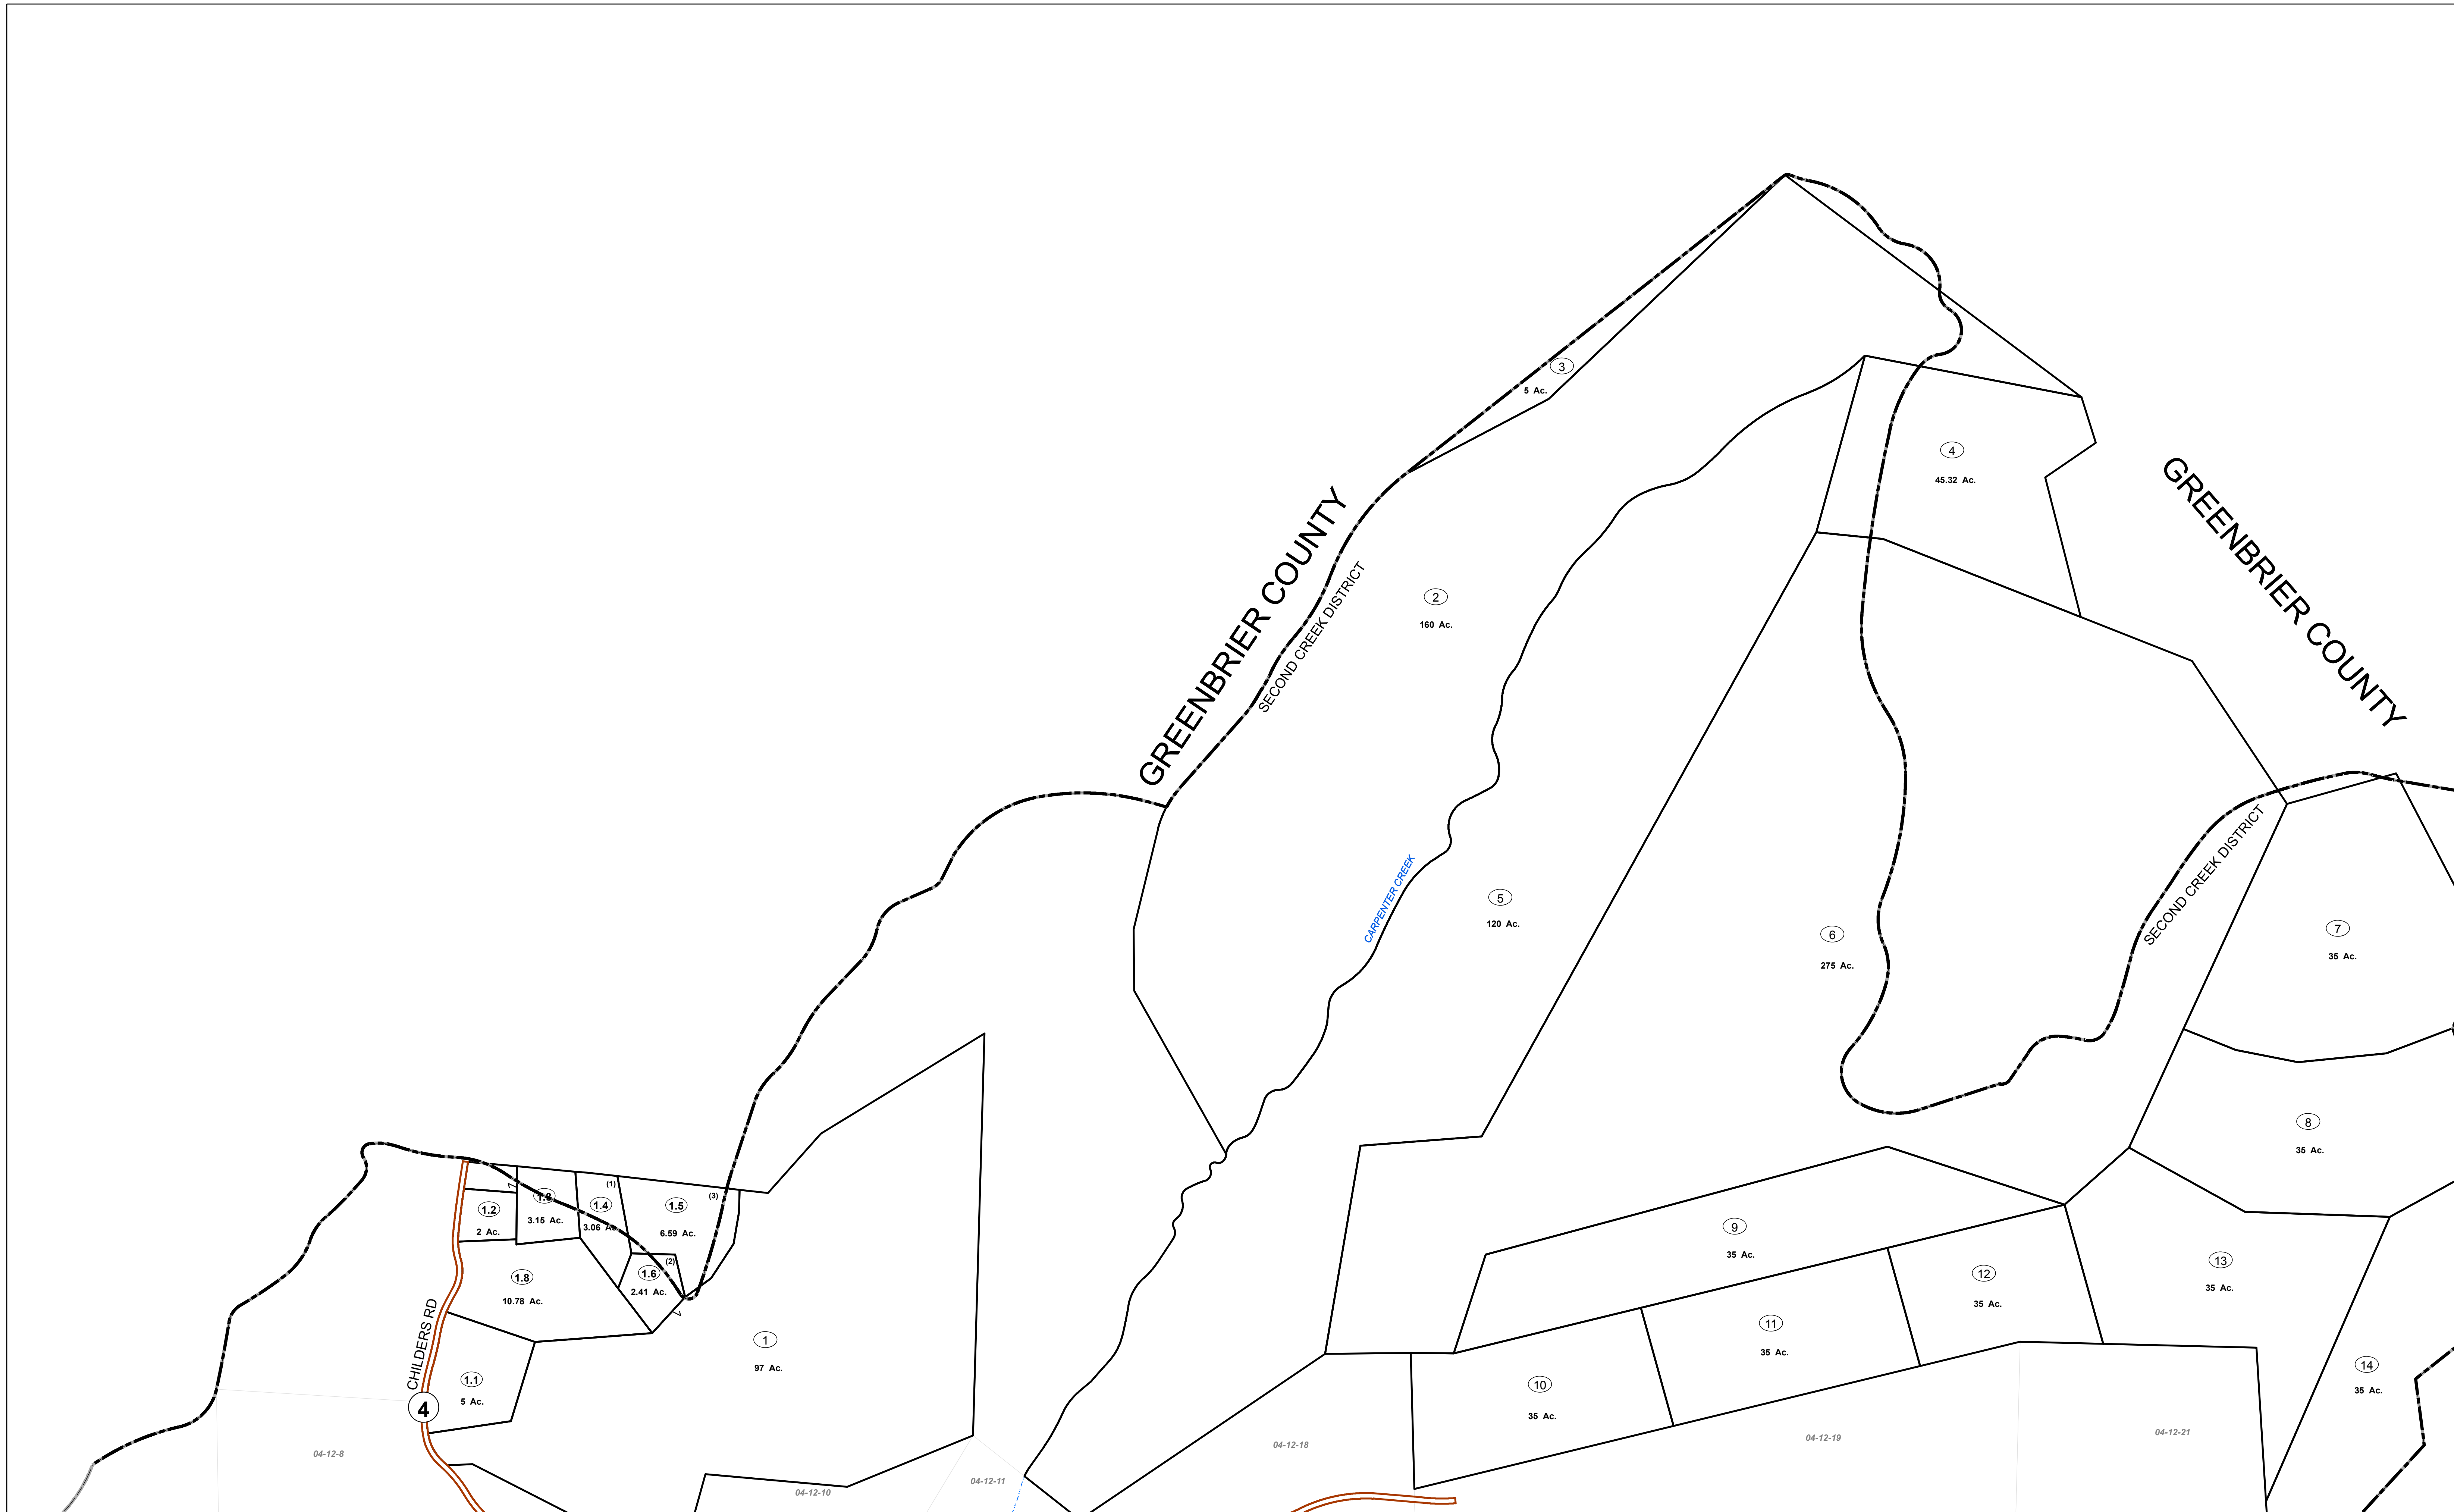 3
5 Ac.
4
45.32 Ac.
GREENBRIER COUNTY
SECOND CREEK DISTRICT
2
160 Ac.
GREENBRIER COUNTY
SECOND CREEK DISTRICT
CARPENTER CREEK
5
120 Ac.
6
275 Ac.
7
35 Ac.
8
35 Ac.
(1)
(3)
1.2
2 Ac.
1.3
3.15 Ac.
1.4
3.06 Ac
1.5
6.59 Ac.
(2)
1.6
2.41 Ac.
1.8
10.78 Ac.
9
35 Ac.
12
35 Ac.
13
35 Ac.
CHILDERS RD
1
97 Ac.
11
35 Ac.
10
35 Ac.
14
35 Ac.
1.1
5 Ac.
4
04-12-8
04-12-10
04-12-11
04-12-18
04-12-19
04-12-21